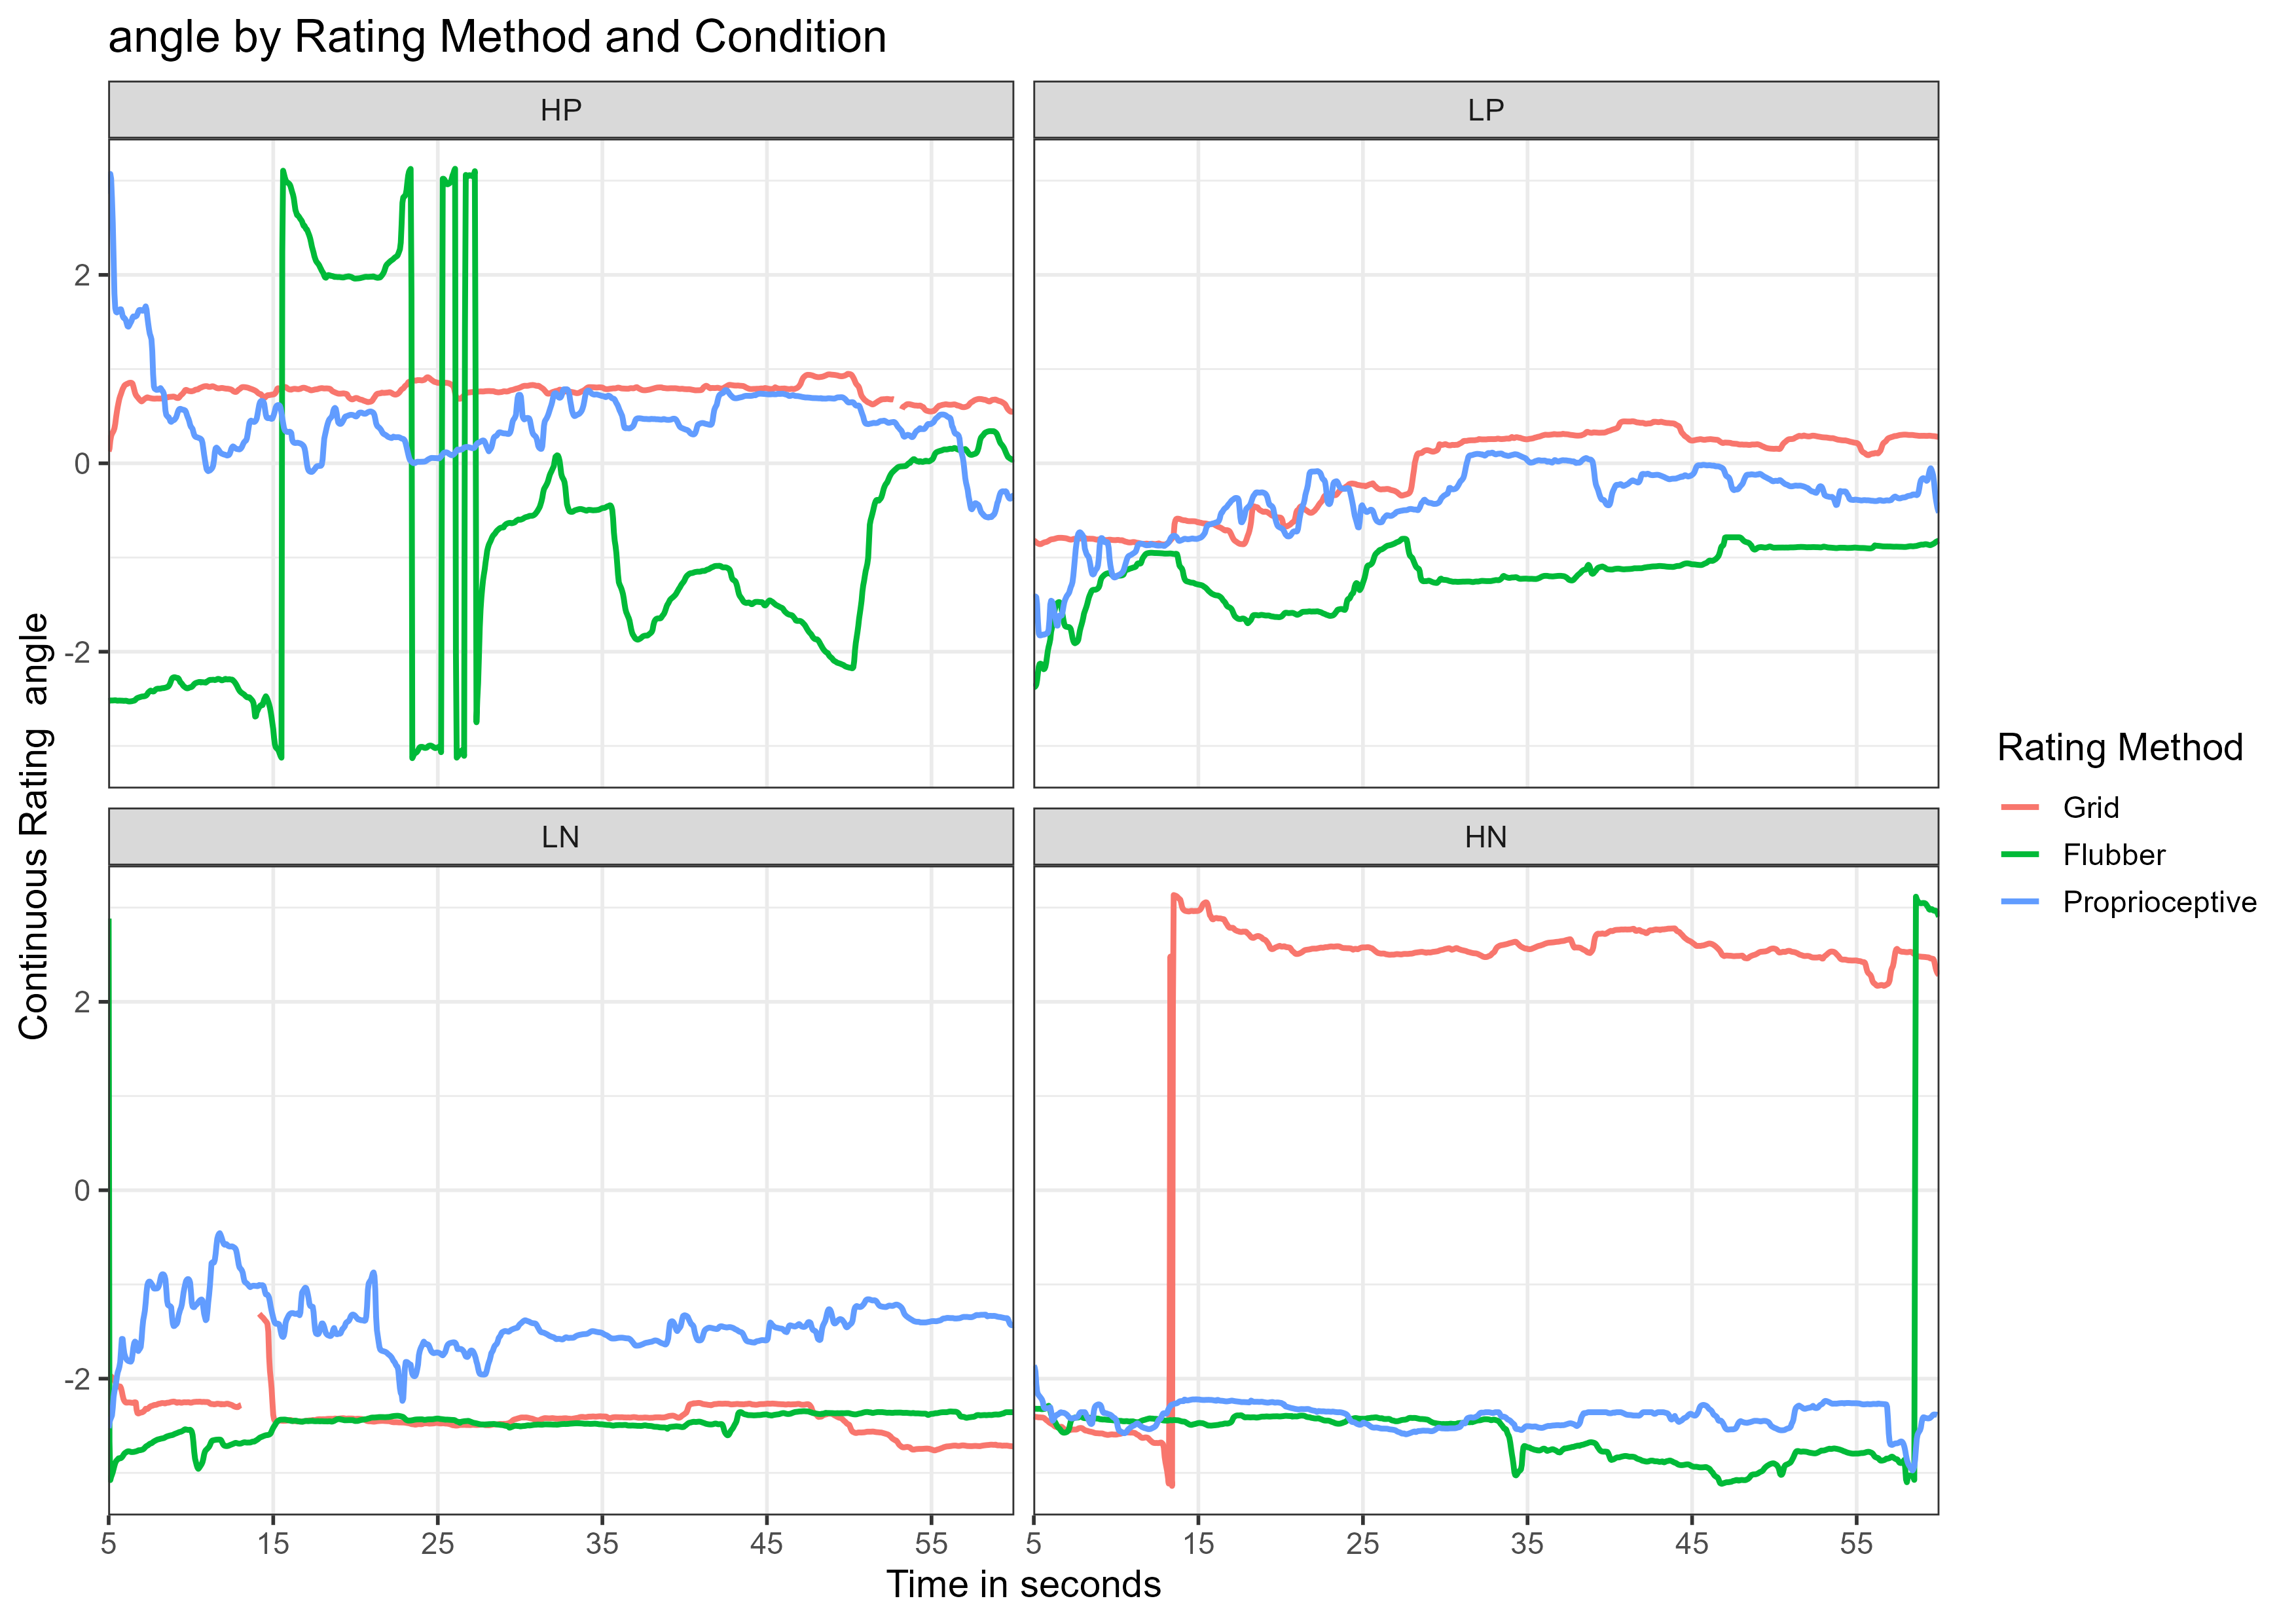 angle by Rating Method and Condition
HP
LP
2
0
-2
LN
HN
2
0
-2
5 15 25 35 45 55
5 15 25 35 45 55
Time in seconds
Continuous Rating  angle
Rating Method
Grid
Flubber
Proprioceptive